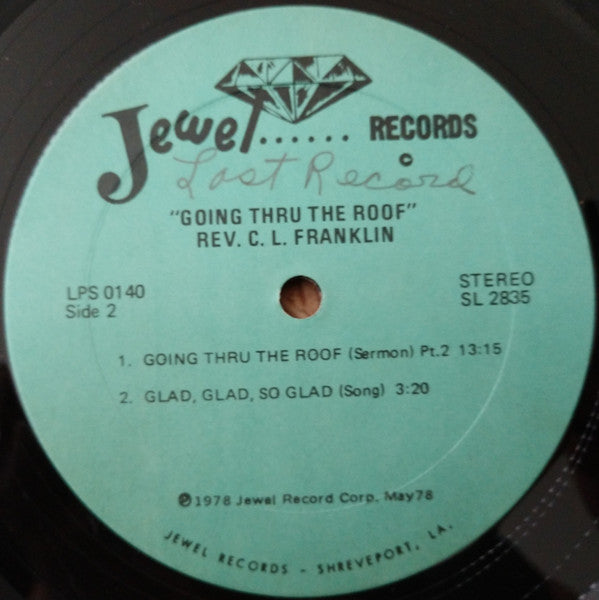 Jewel...... RECORDS
©
Last Record
"GOING THRU THE ROOF"
REV. C. L. FRANKLIN
LPS 0140
Side 2
STEREO
SL 2835
1. GOING THRU THE ROOF (Sermon) Pt.2 13:15
2. GLAD, GLAD, SO GLAD (Song) 3:20
℗1978 Jewel Record Corp. May78
JEWEL RECORDS - SHREVEPORT, LA.